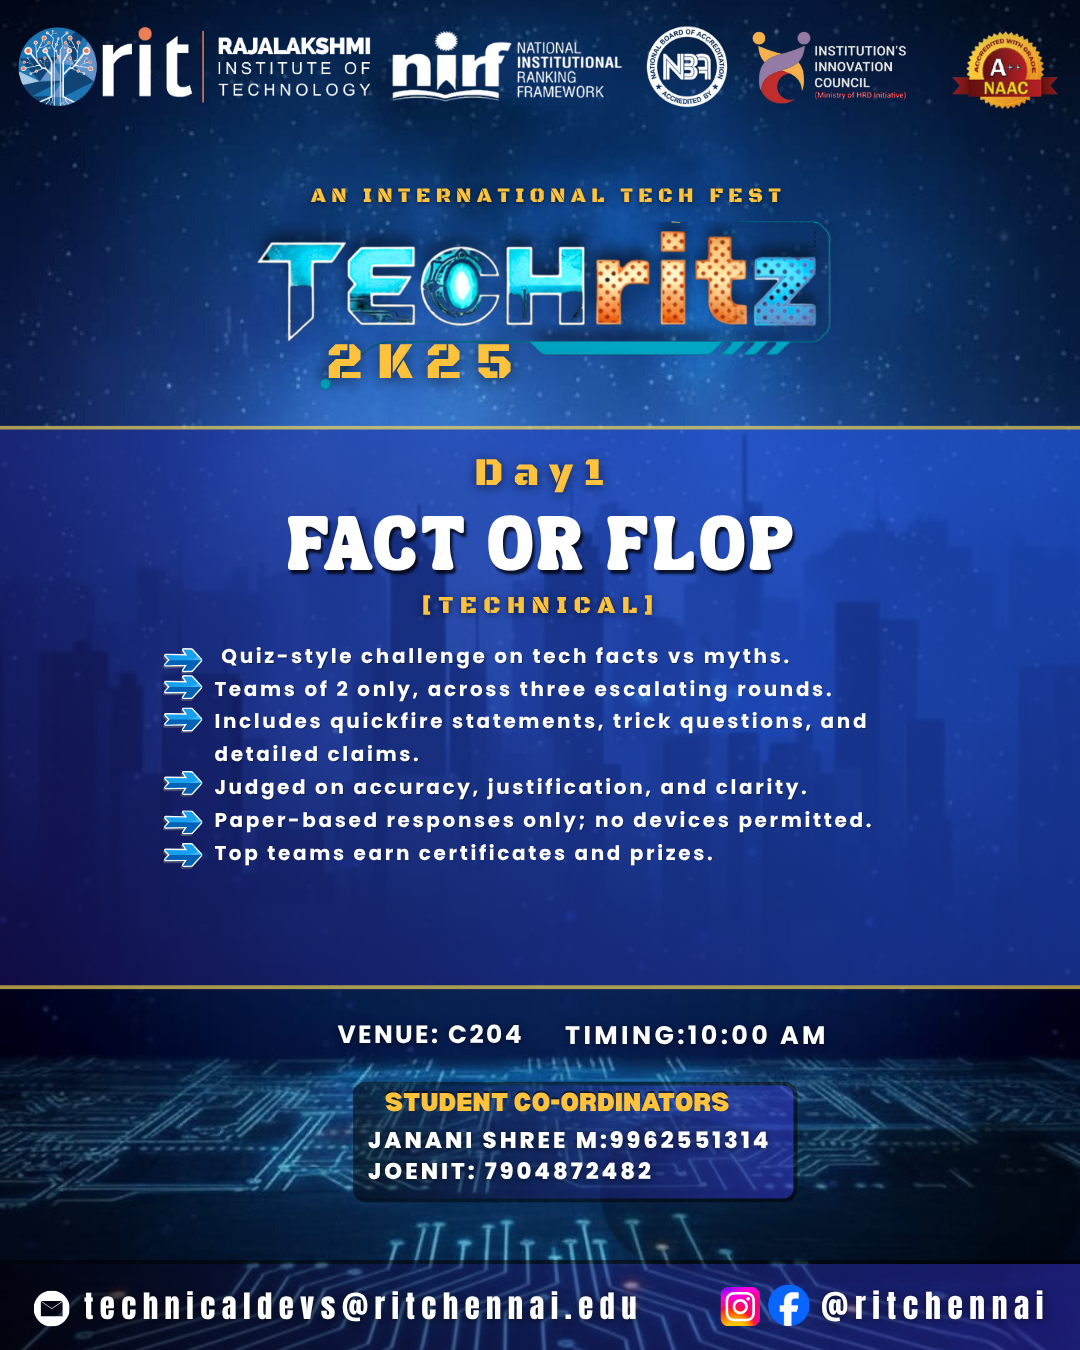 rit
RAJALAKSHMI
INSTITUTE OF
TECHNOLOGY
nirf
NATIONAL
INSTITUTIONAL
RANKING
FRAMEWORK
NATIONAL BOARD OF ACCREDITATION
NBA
ACCREDITED BY
INSTITUTION'S
INNOVATION
COUNCIL
(Ministry of HRD Initiative)
ACCREDITED WITH GRADE
A++
NAAC
AN INTERNATIONAL TECH FEST
TECHritz
2K25
Day1
FACT OR FLOP
[TECHNICAL]
Quiz-style challenge on tech facts vs myths.
Teams of 2 only, across three escalating rounds.
Includes quickfire statements, trick questions, and
detailed claims.
Judged on accuracy, justification, and clarity.
Paper-based responses only; no devices permitted.
Top teams earn certificates and prizes.
VENUE: C204 TIMING:10:00 AM
STUDENT CO-ORDINATORS
JANANI SHREE M:9962551314
JOENIT: 7904872482
technicaldevs@ritchennai.edu @ritchennai